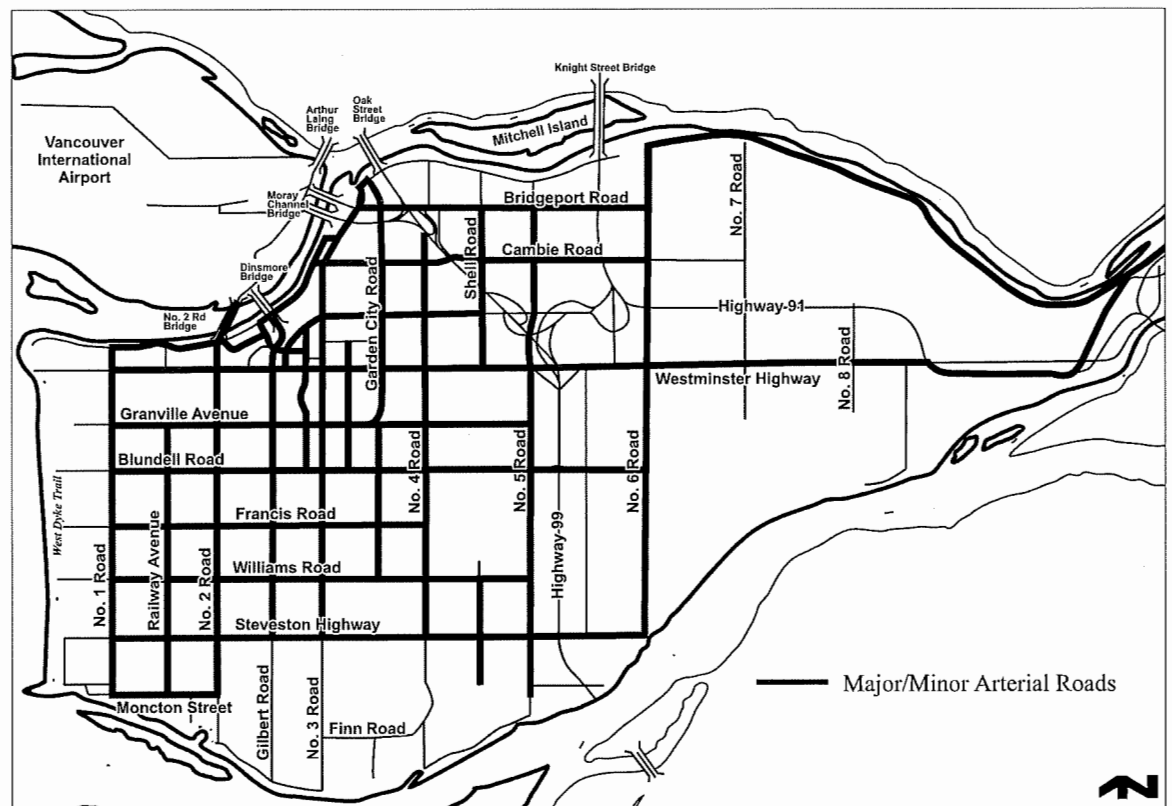 Knight Street Bridge
Oak
Street
Bridge
Arthur
Laing
Bridge
Mitchell Island
Vancouver
International
Airport
Moray
Channel
Bridge
Bridgeport Road
No. 7 Road
Shell Road
Cambie Road
Dinsmore
Bridge
Garden City Road
No. 2 Rd
Bridge
Highway-91
No. 8 Road
Westminster Highway
Granville Avenue
Blundell Road
No. 4 Road
No. 5 Road
No. 6 Road
West Dyke Trail
Francis Road
Railway Avenue
No. 1 Road
No. 2 Road
Williams Road
Highway-99
Steveston Highway
Major/Minor Arterial Roads
Moncton Street
Gilbert Road
No. 3 Road
Finn Road
N